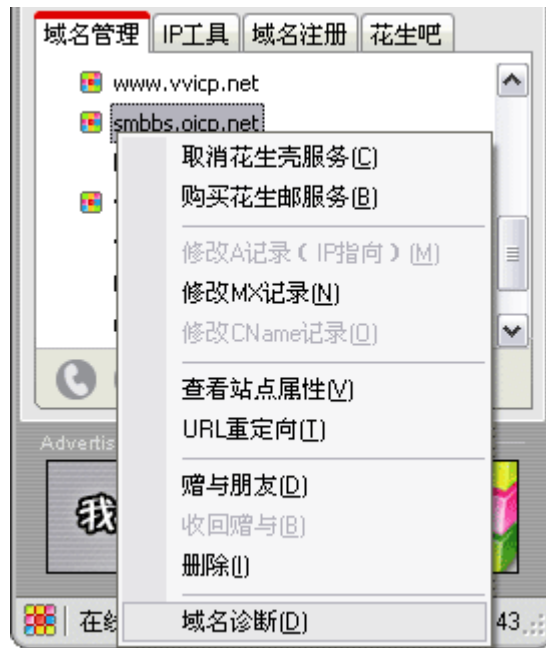 域名管理 IP工具 域名注册 花生吧
www.vvicp.net
smbbs.oicp.net
取消花生壳服务(C)
购买花生邮服务(B)
修改A记录(IP指向)(M)
修改MX记录(N)
修改CName记录(O)
查看站点属性(V)
URL重定向(T)
Advertis
赠与朋友(D)
我
收回赠与(B)
删除(I)
在线 域名诊断(D) 43